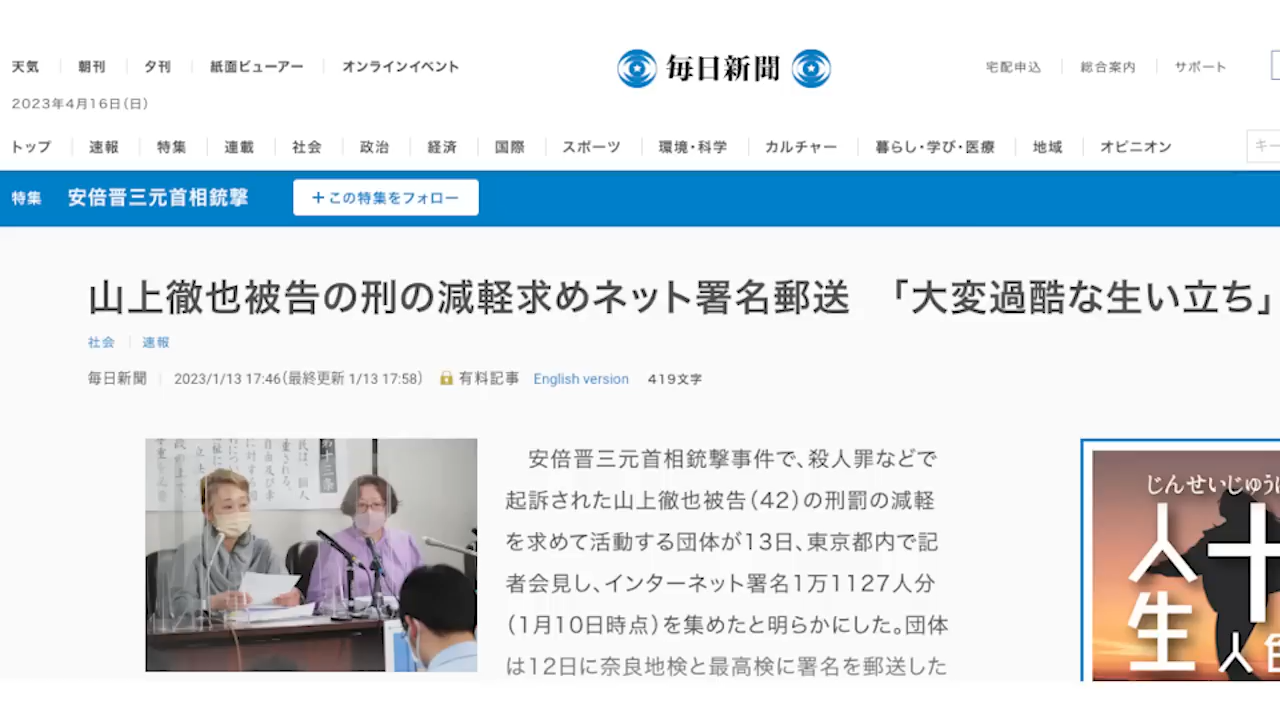 天気 朝刊 夕刊 紙面ビューアー オンラインイベント
毎日新聞
宅配申込 総合案内 サポート
2023年4月16日(日)
トップ 速報 特集 連載 社会 政治 経済 国際 スポーツ 環境・科学 カルチャー 暮らし・学び・医療 地域 オピニオン
キー
特集 安倍晋三元首相銃撃 +この特集をフォロー
山上徹也被告の刑の減軽求めネット署名郵送 「大変過酷な生い立ち」
社会 速報
毎日新聞 2023/1/13 17:46(最終更新 1/13 17:58) 有料記事 English version 419文字
安倍晋三元首相銃撃事件で、殺人罪などで
起訴された山上徹也被告(42)の刑罰の減軽
を求めて活動する団体が13日、東京都内で記
者会見し、インターネット署名1万1127人分
(1月10日時点)を集めたと明らかにした。団体
は12日に奈良地検と最高検に署名を郵送した
じんせいじゅうに
人生
十
人色